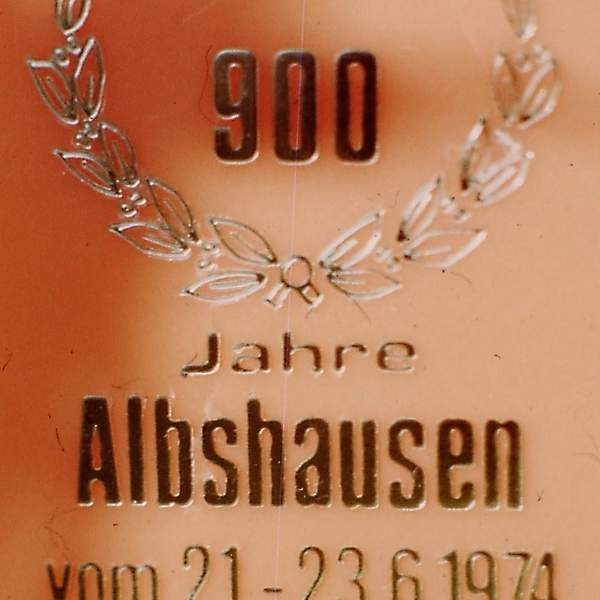 900
Jahre
Albshausen
vom 21 - 23.6.1974